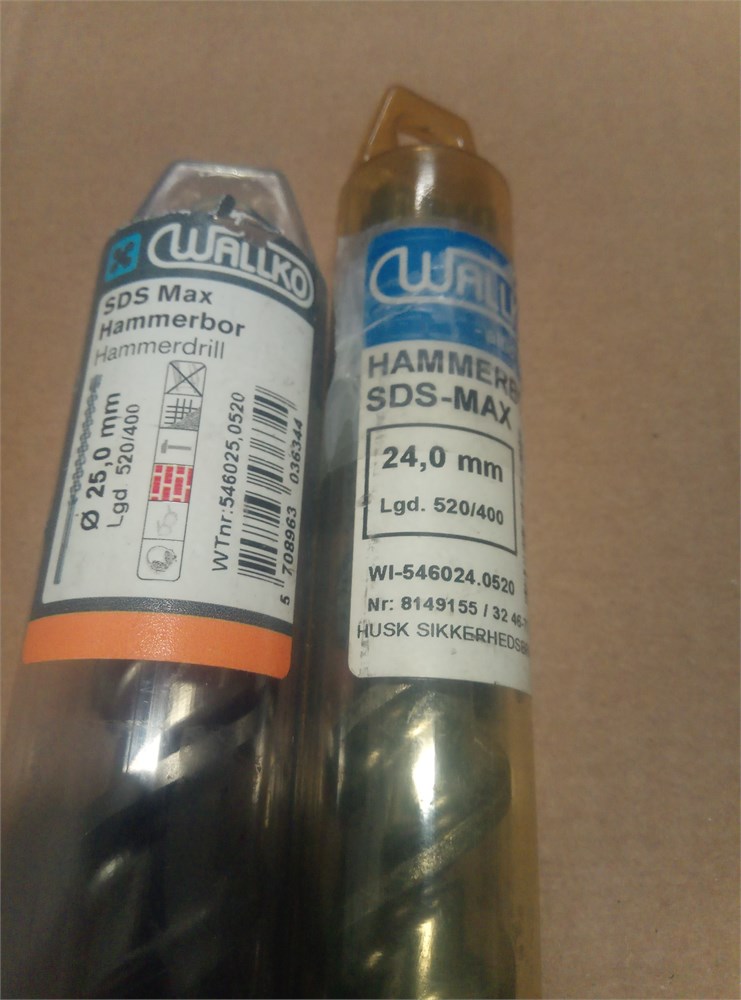 WALLKO
SDS Max
Hammerbor
Hammerdrill
Ø 25,0 mm
Lgd. 520/400
WTnr:546025,0520
5 708963 036344
HAMMERB
SDS-MAX
24,0 mm
Lgd. 520/400
WI-546024.0520
Nr: 8149155 / 32 46-
HUSK SIKKERHEDSB